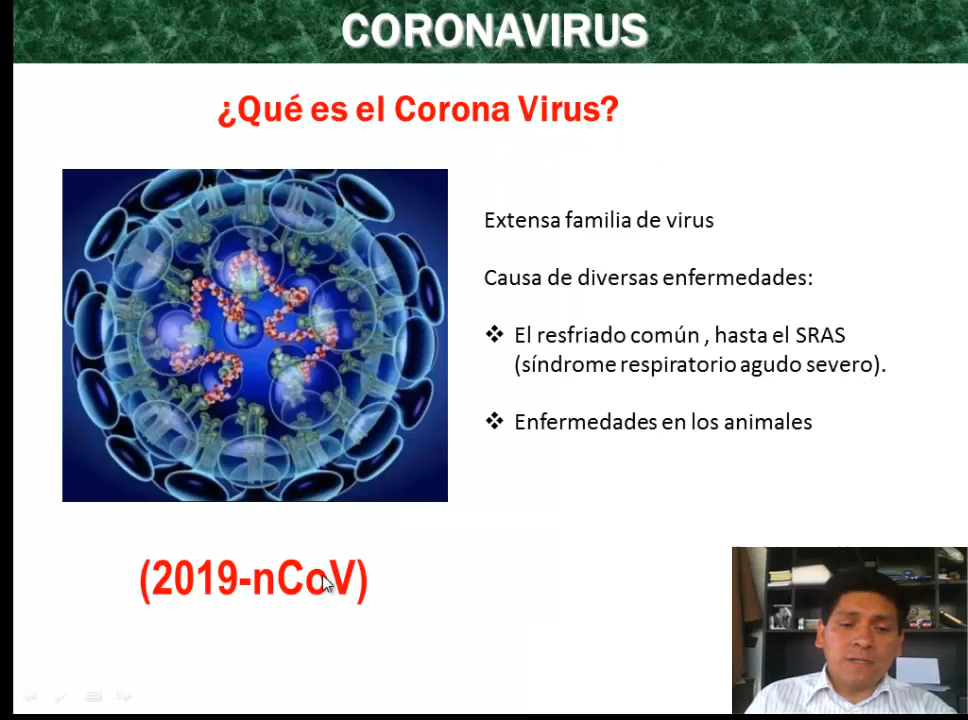 CORONAVIRUS
¿Qué es el Corona Virus?
Extensa familia de virus
Causa de diversas enfermedades:
❖ El resfriado común , hasta el SRAS
(síndrome respiratorio agudo severo).
❖ Enfermedades en los animales
(2019-nCoV)